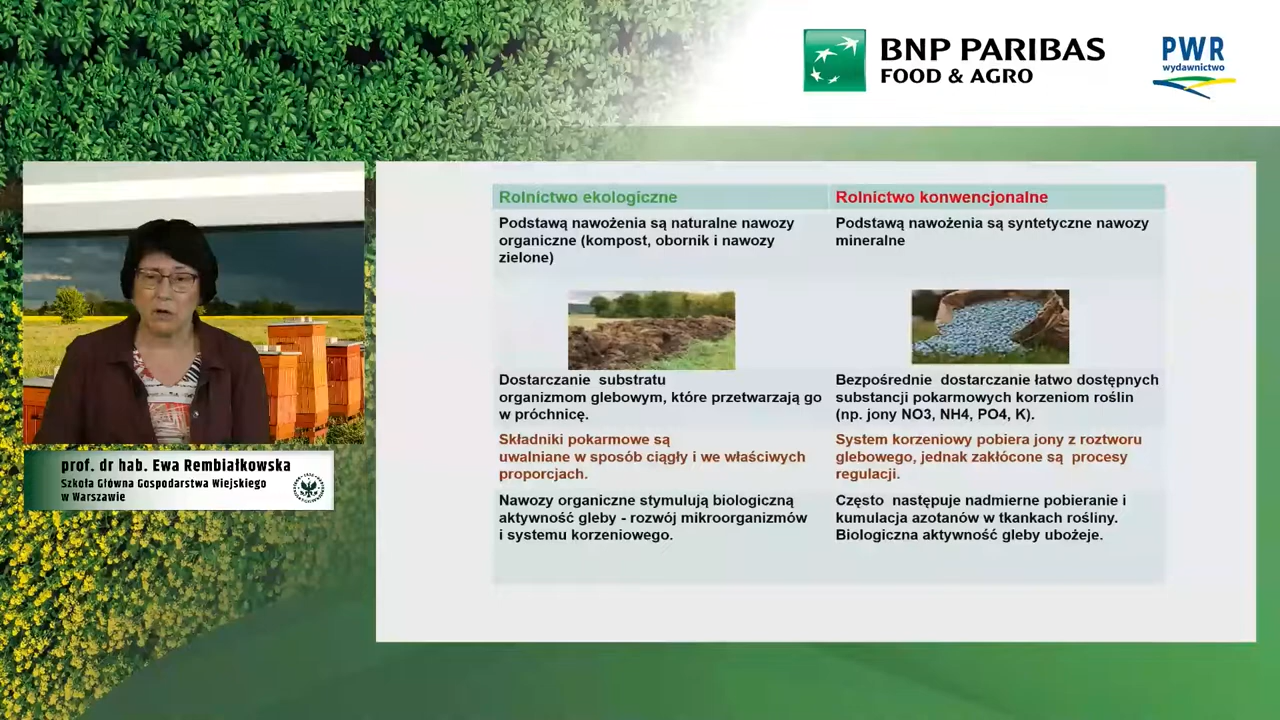 BNP PARIBAS
FOOD & AGRO
PWR
wydawnictwo
Rolnictwo ekologiczne
Rolnictwo konwencjonalne
Podstawą nawożenia są naturalne nawozy
organiczne (kompost, obornik i nawozy
zielone)
Podstawą nawożenia są syntetyczne nawozy
mineralne
Dostarczanie substratu
organizmom glebowym, które przetwarzają go
w próchnicę.
Bezpośrednie dostarczanie łatwo dostępnych
substancji pokarmowych korzeniom roślin
(np. jony NO3, NH4, PO4, K).
Składniki pokarmowe są
uwalniane w sposób ciągły i we właściwych
proporcjach.
System korzeniowy pobiera jony z roztworu
glebowego, jednak zakłócone są procesy
regulacji.
Nawozy organiczne stymulują biologiczną
aktywność gleby - rozwój mikroorganizmów
i systemu korzeniowego.
Często następuje nadmierne pobieranie i
kumulacja azotanów w tkankach rośliny.
Biologiczna aktywność gleby ubożeje.
prof. dr hab. Ewa Rembiałkowska
Szkoła Główna Gospodarstwa Wiejskiego
w Warszawie